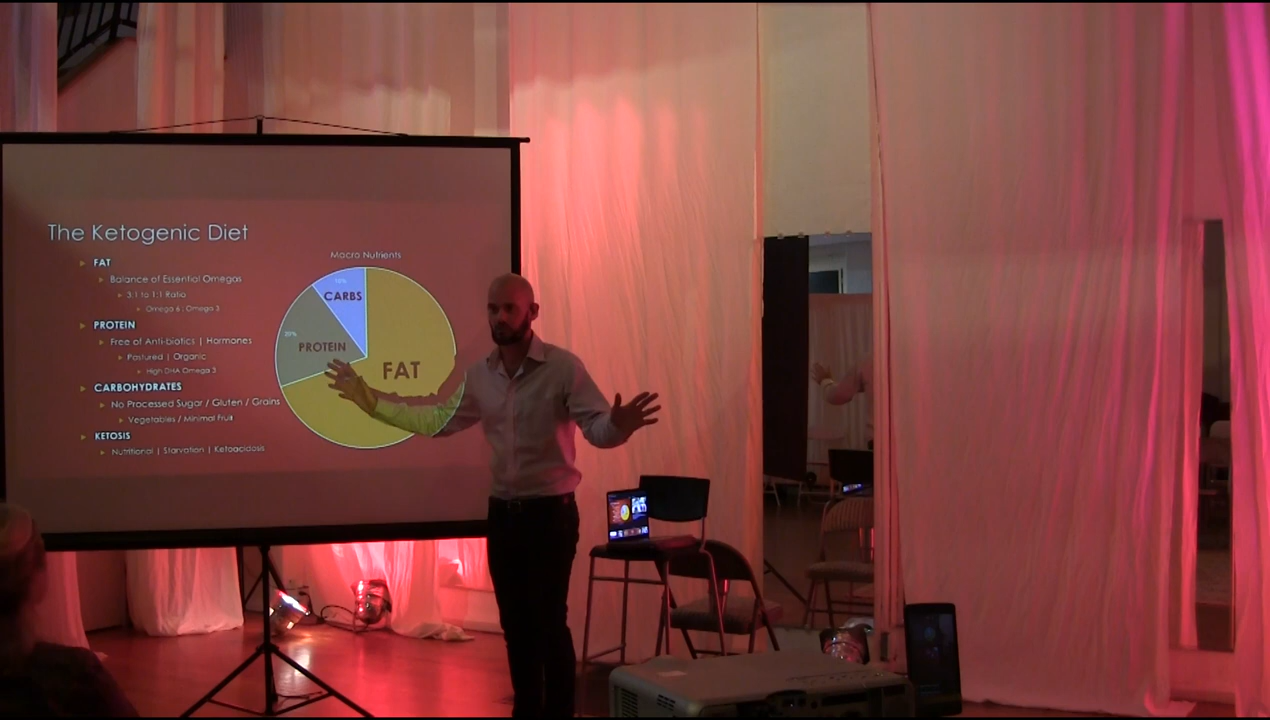 The Ketogenic Diet
FAT
Balance of Essential Omegas
3:1 to 1:1 Ratio
Omega 6 : Omega 3
PROTEIN
Free of Anti-biotics | Hormones
Pastured | Organic
High DHA Omega 3
CARBOHYDRATES
No Processed Sugar / Gluten / Grains
Vegetables / Minimal Fruit
KETOSIS
Nutritional | Starvation | Ketoacidosis
Macro Nutrients
10%
CARBS
20%
PROTEIN
FAT